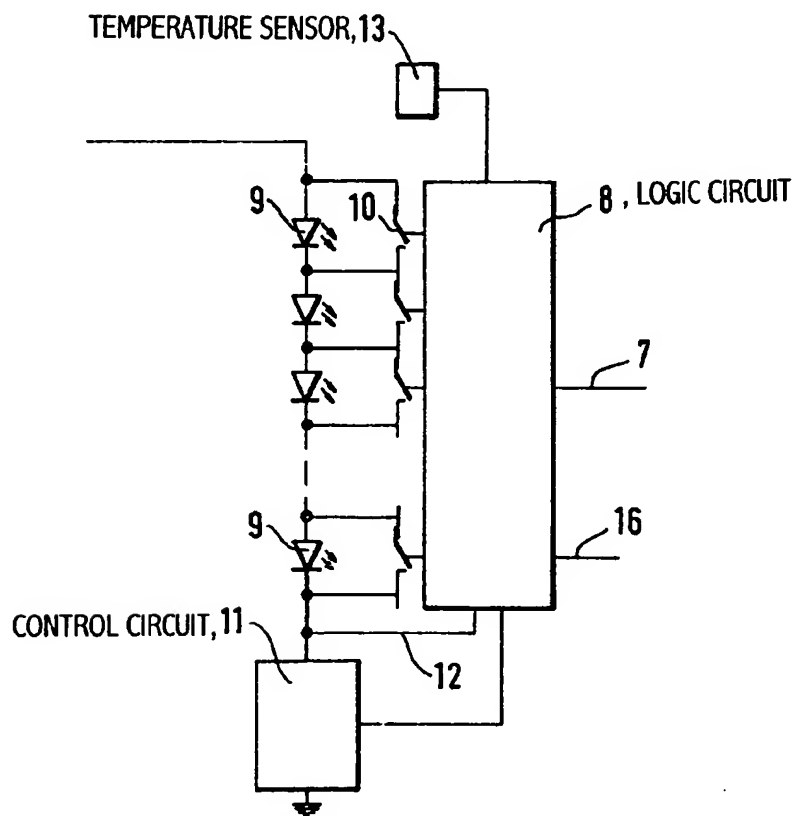 TEMPERATURE SENSOR, 13
9
10
8 , LOGIC CIRCUIT
7
9
16
CONTROL CIRCUIT, 11
12